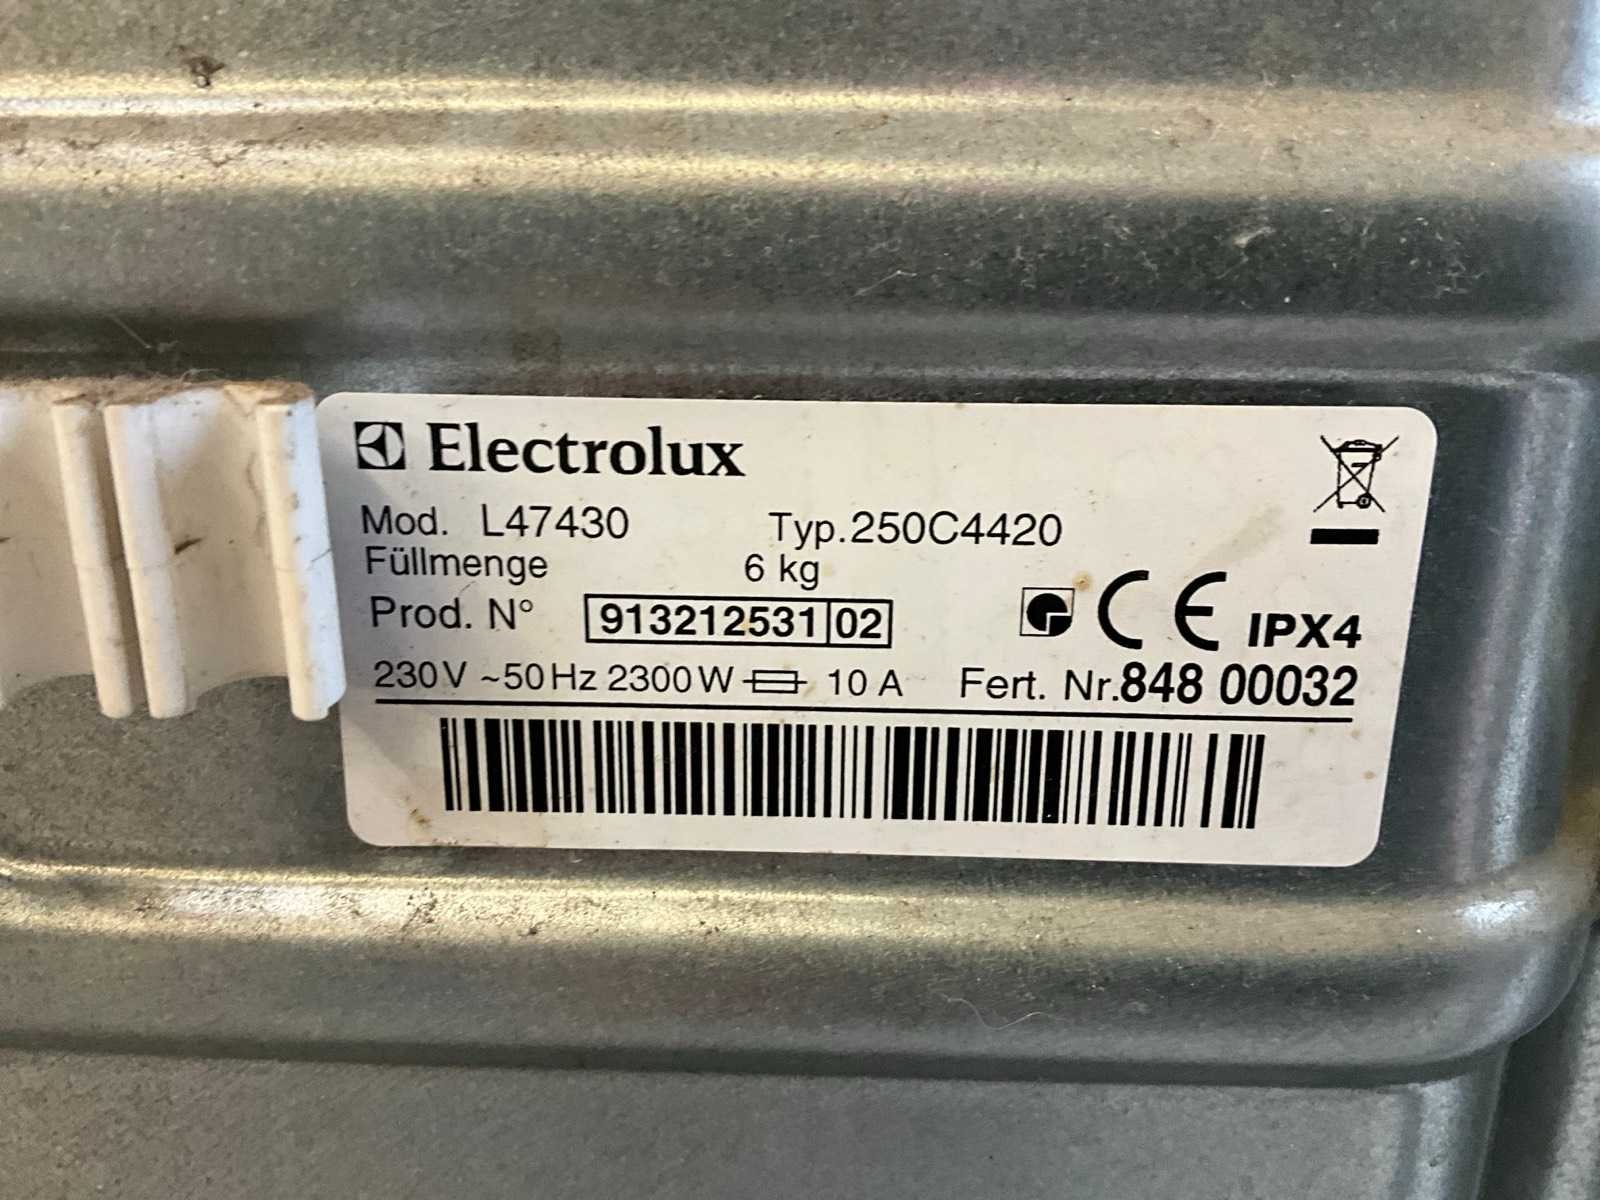 Electrolux
Mod. L47430 Typ.250C4420
Füllmenge 6 kg
Prod. N° 913212531 02
CE IPX4
230V ~50Hz 2300W 10 A Fert. Nr.848 00032